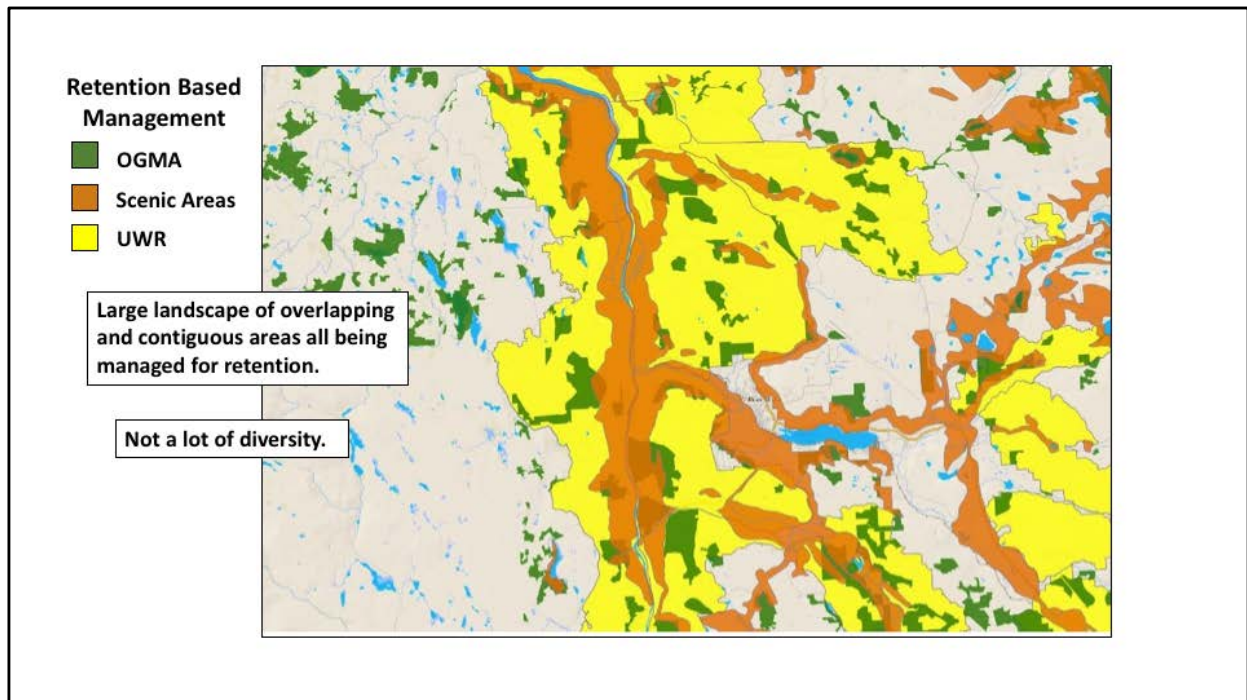 Retention Based
Management
OGMA
Scenic Areas
UWR
Large landscape of overlapping
and contiguous areas all being
managed for retention.
Not a lot of diversity.